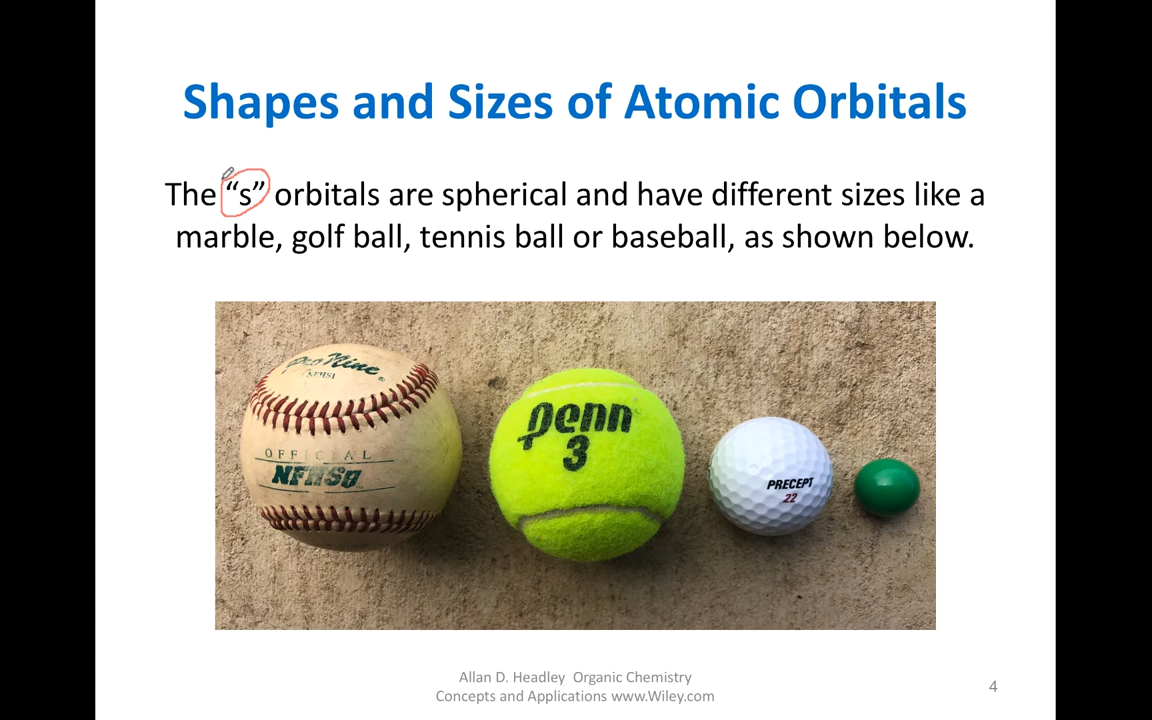 Shapes and Sizes of Atomic Orbitals
The “s” orbitals are spherical and have different sizes like a
marble, golf ball, tennis ball or baseball, as shown below.
Pro Nine
OFFICIAL
Penn
3
PRECEPT
22
Allan D. Headley Organic Chemistry
Concepts and Applications www.Wiley.com
4